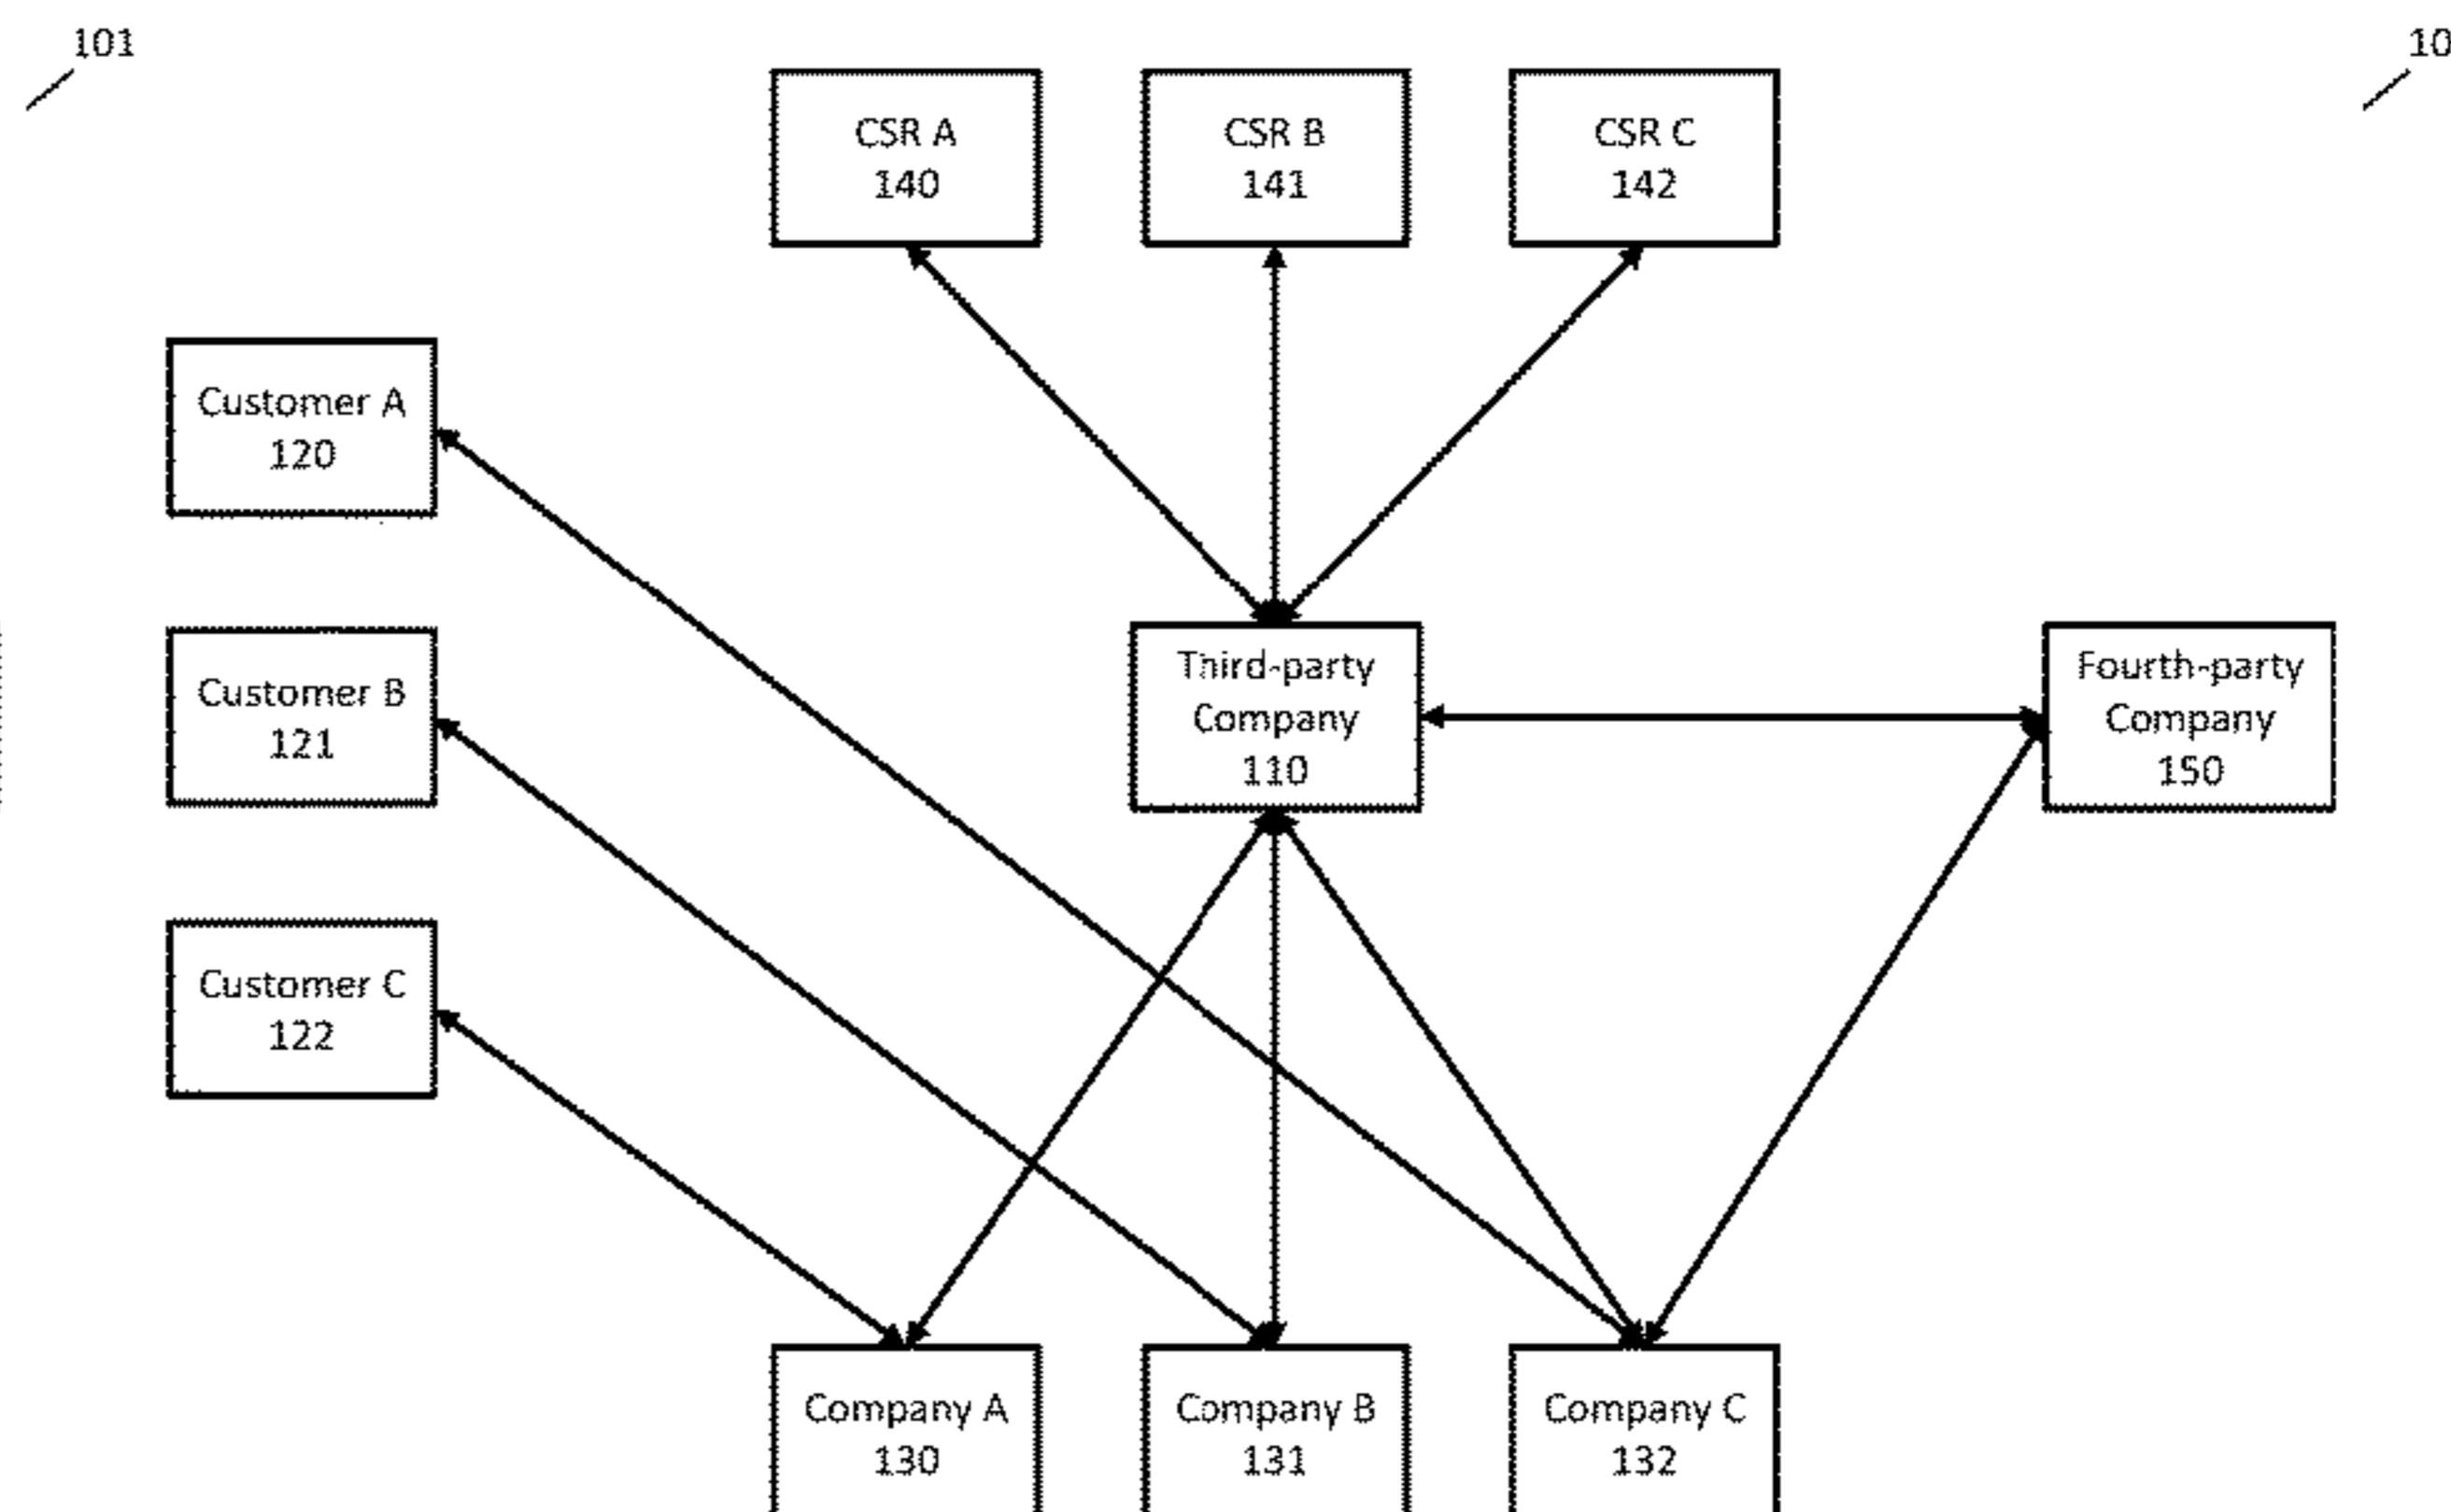 101
10
CSR A
140
CSR B
141
CSR C
142
Customer A
120
Customer B
121
Customer C
122
Third-party
Company
110
Fourth-party
Company
150
Company A
130
Company B
131
Company C
132